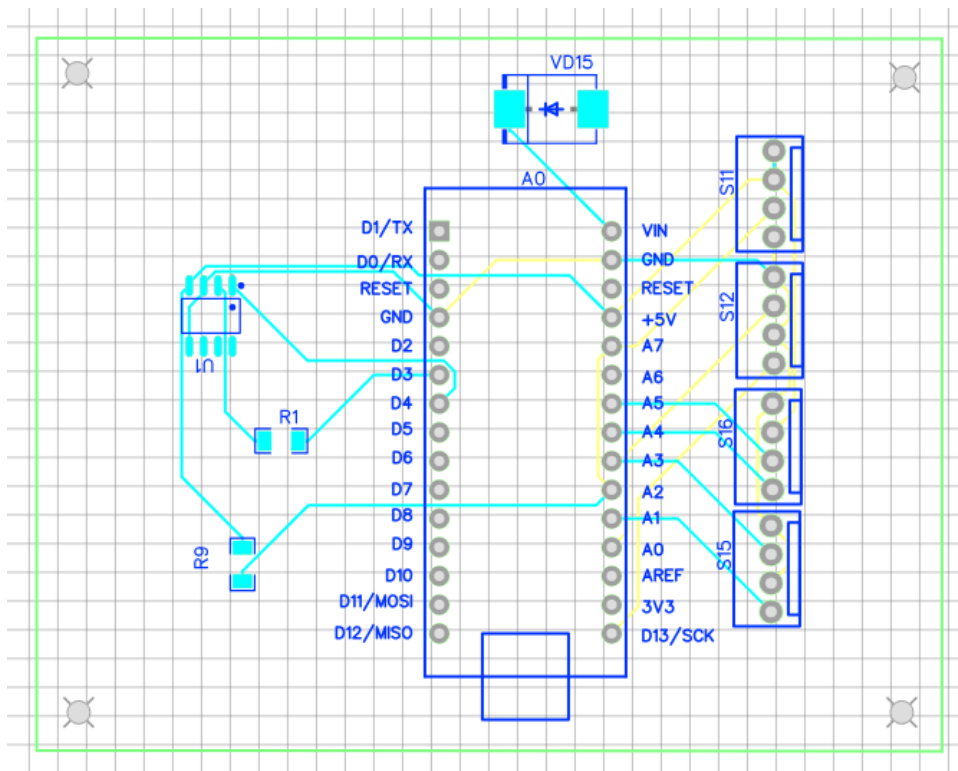 VD15
A0
S11
D1/TX
VIN
D0/RX
GND
RESET
RESET
S12
GND
+5V
U1
D2
A7
D3
A6
D4
A5
R1
D5
A4
S16
D6
A3
D7
A2
D8
A1
R9
D9
A0
S15
D10
AREF
D11/MOSI
3V3
D12/MISO
D13/SCK